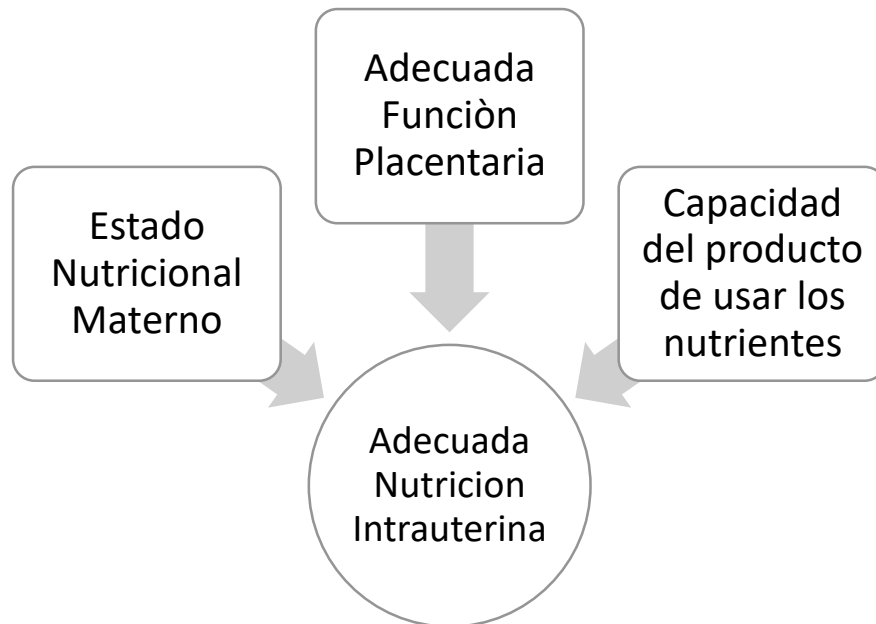 Adecuada
Funciòn
Placentaria
Estado
Nutricional
Materno
Capacidad
del producto
de usar los
nutrientes
Adecuada
Nutricion
Intrauterina